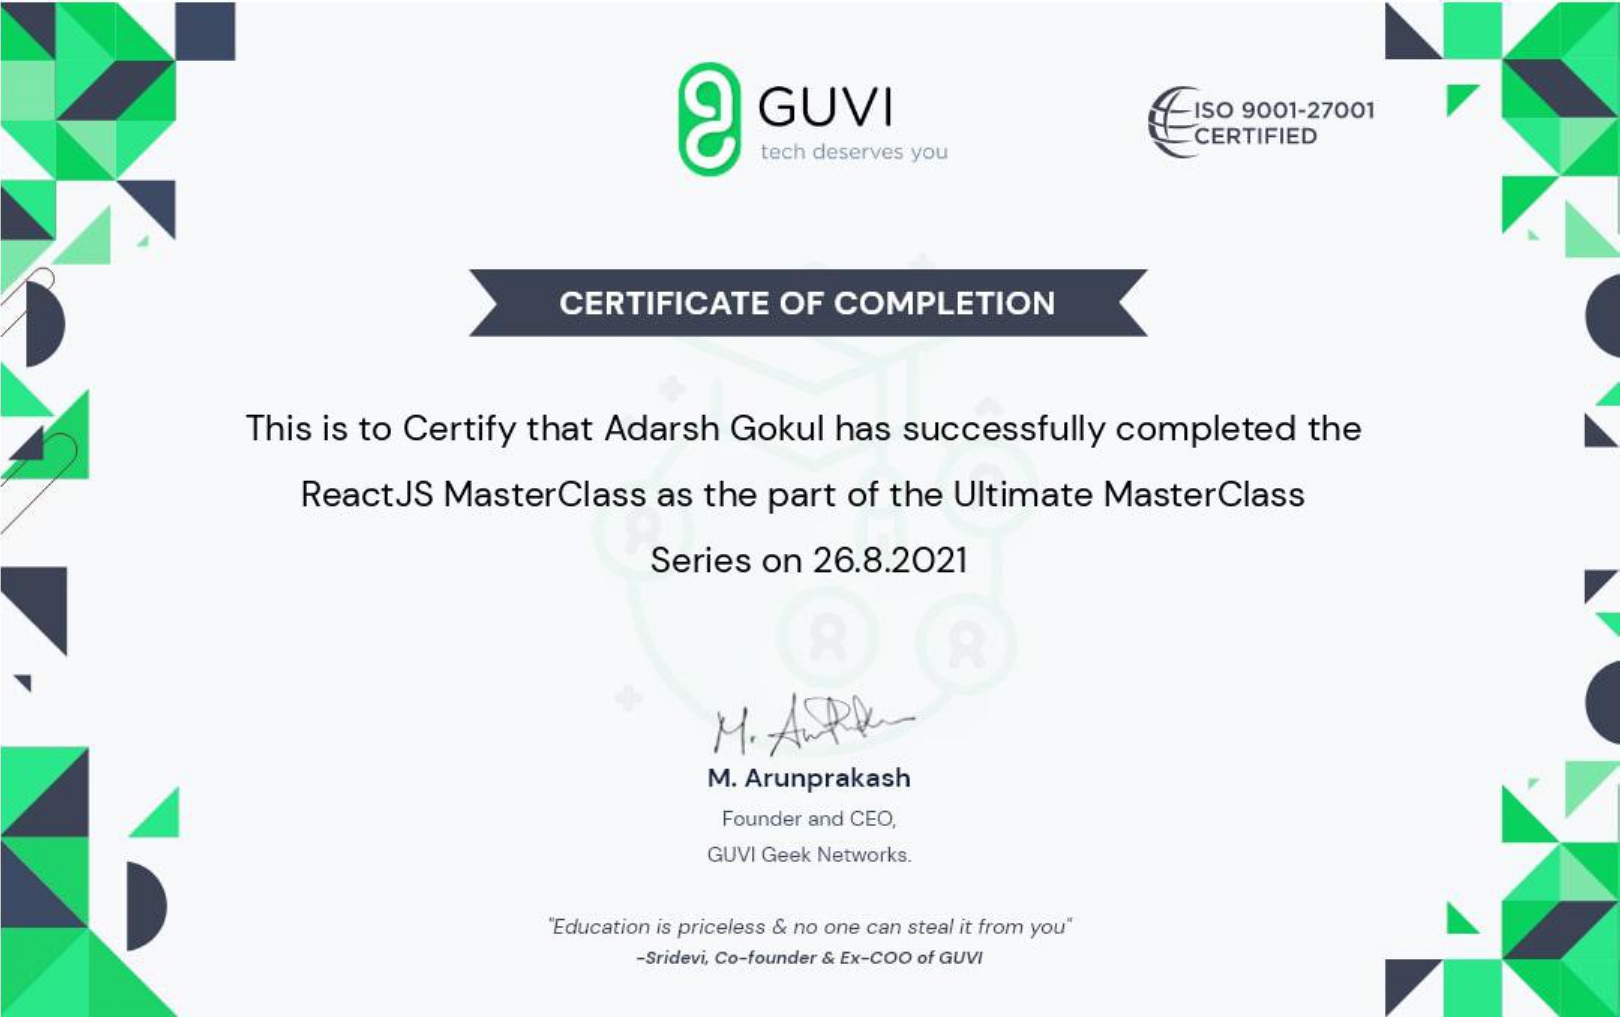 GUVI
tech deserves you
ISO 9001-27001
CERTIFIED
CERTIFICATE OF COMPLETION
This is to Certify that Adarsh Gokul has successfully completed the
ReactJS MasterClass as the part of the Ultimate MasterClass
Series on 26.8.2021
M. Arunprakash
Founder and CEO,
GUVI Geek Networks.
"Education is priceless & no one can steal it from you"
-Sridevi, Co-founder & Ex-COO of GUVI